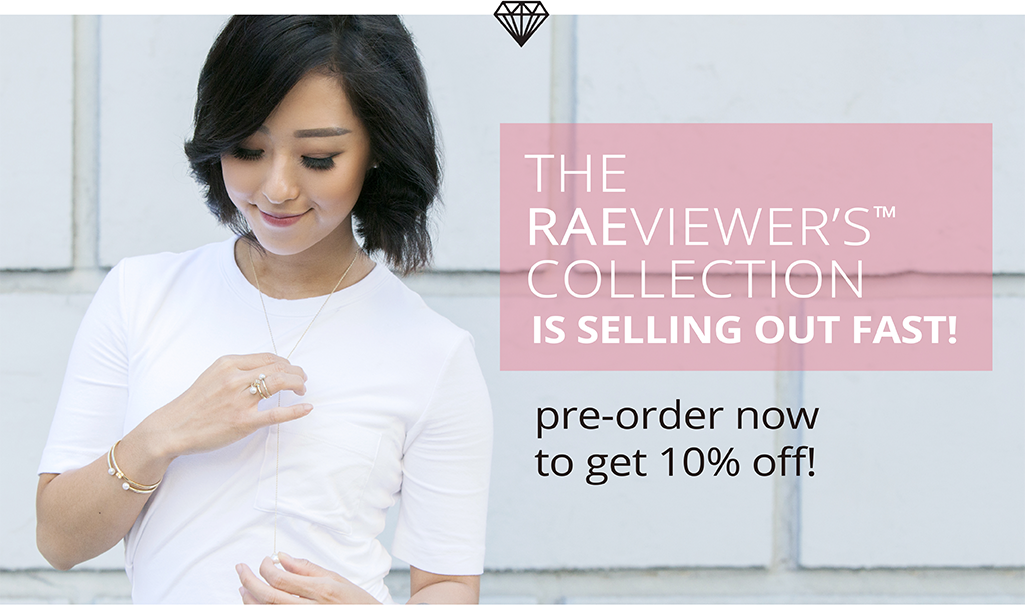 THE
RAEVIEWER'S™
COLLECTION
IS SELLING OUT FAST!
pre-order now
to get 10% off!